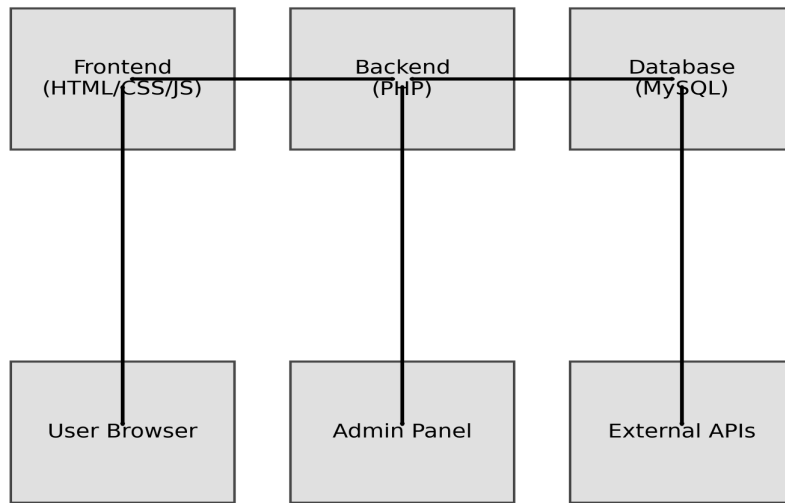 Frontend
(HTML/CSS/JS)
Backend
(PHP)
Database
(MySQL)
User Browser
Admin Panel
External APIs